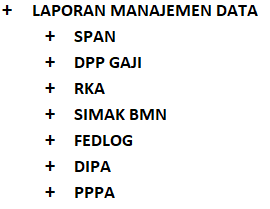 + LAPORAN MANAJEMEN DATA
+ SPAN
+ DPP GAJI
+ RKA
+ SIMAK BMN
+ FEDLOG
+ DIPA
+ PPPA